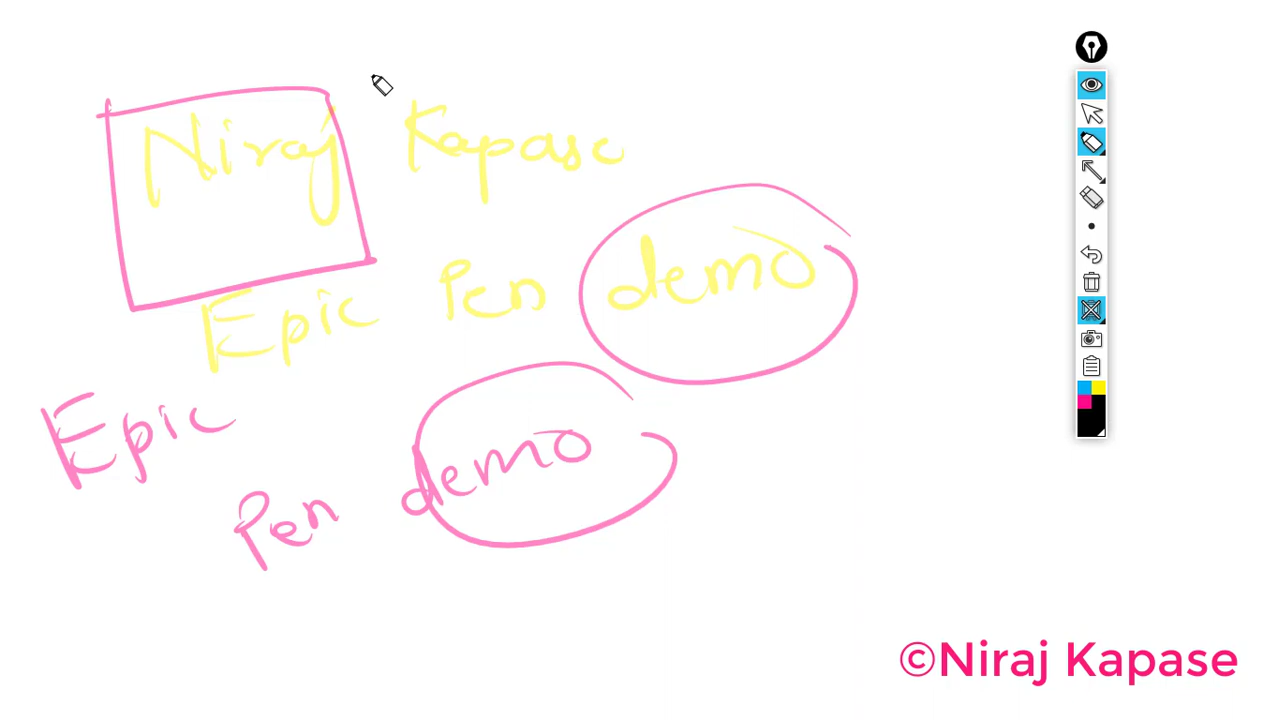 Niraj Kapase
Epic Pen demo
Epic
Pen demo
©Niraj Kapase